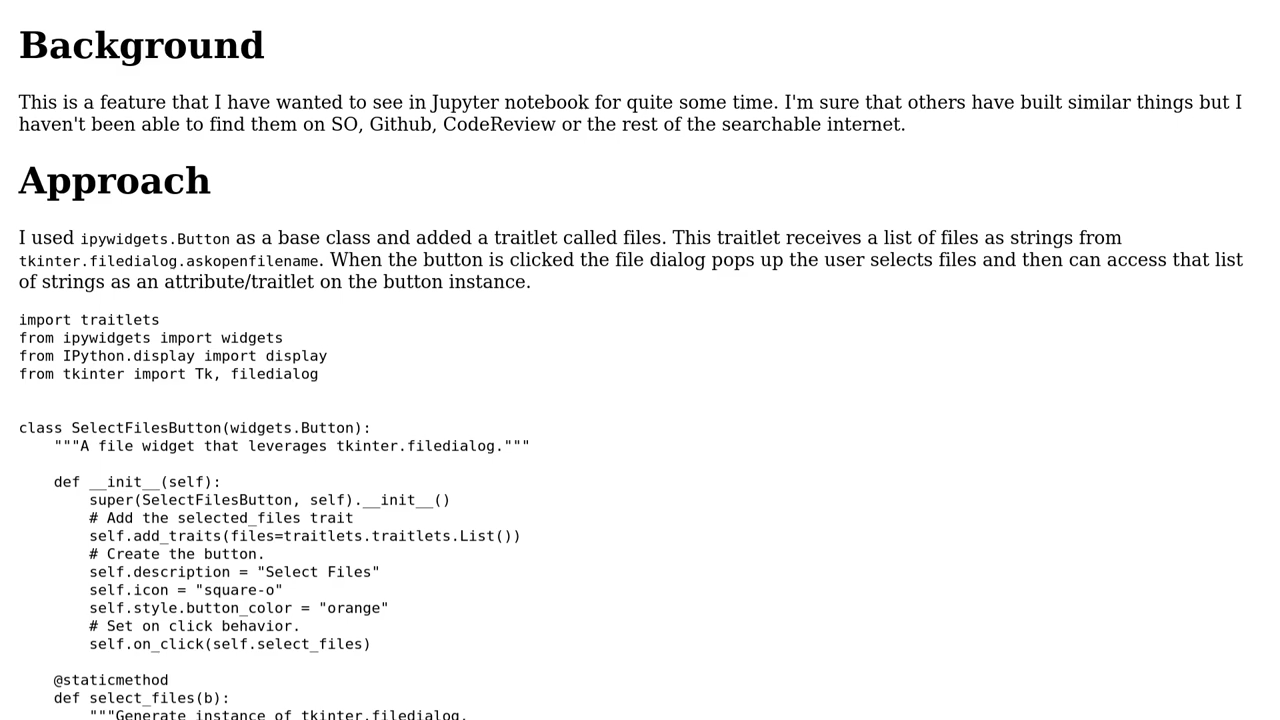 Background
This is a feature that I have wanted to see in Jupyter notebook for quite some time. I'm sure that others have built similar things but I
haven't been able to find them on SO, Github, CodeReview or the rest of the searchable internet.
Approach
I used ipywidgets.Button as a base class and added a traitlet called files. This traitlet receives a list of files as strings from
tkinter.filedialog.askopenfilename. When the button is clicked the file dialog pops up the user selects files and then can access that list
of strings as an attribute/traitlet on the button instance.
import traitlets
from ipywidgets import widgets
from IPython.display import display
from tkinter import Tk, filedialog
class SelectFilesButton(widgets.Button):
    """A file widget that leverages tkinter.filedialog."""
    def __init__(self):
        super(SelectFilesButton, self).__init__()
        # Add the selected_files trait
        self.add_traits(files=traitlets.traitlets.List())
        # Create the button.
        self.description = "Select Files"
        self.icon = "square-o"
        self.style.button_color = "orange"
        # Set on click behavior.
        self.on_click(self.select_files)
    @staticmethod
    def select_files(b):
        """Generate instance of tkinter.filedialog.